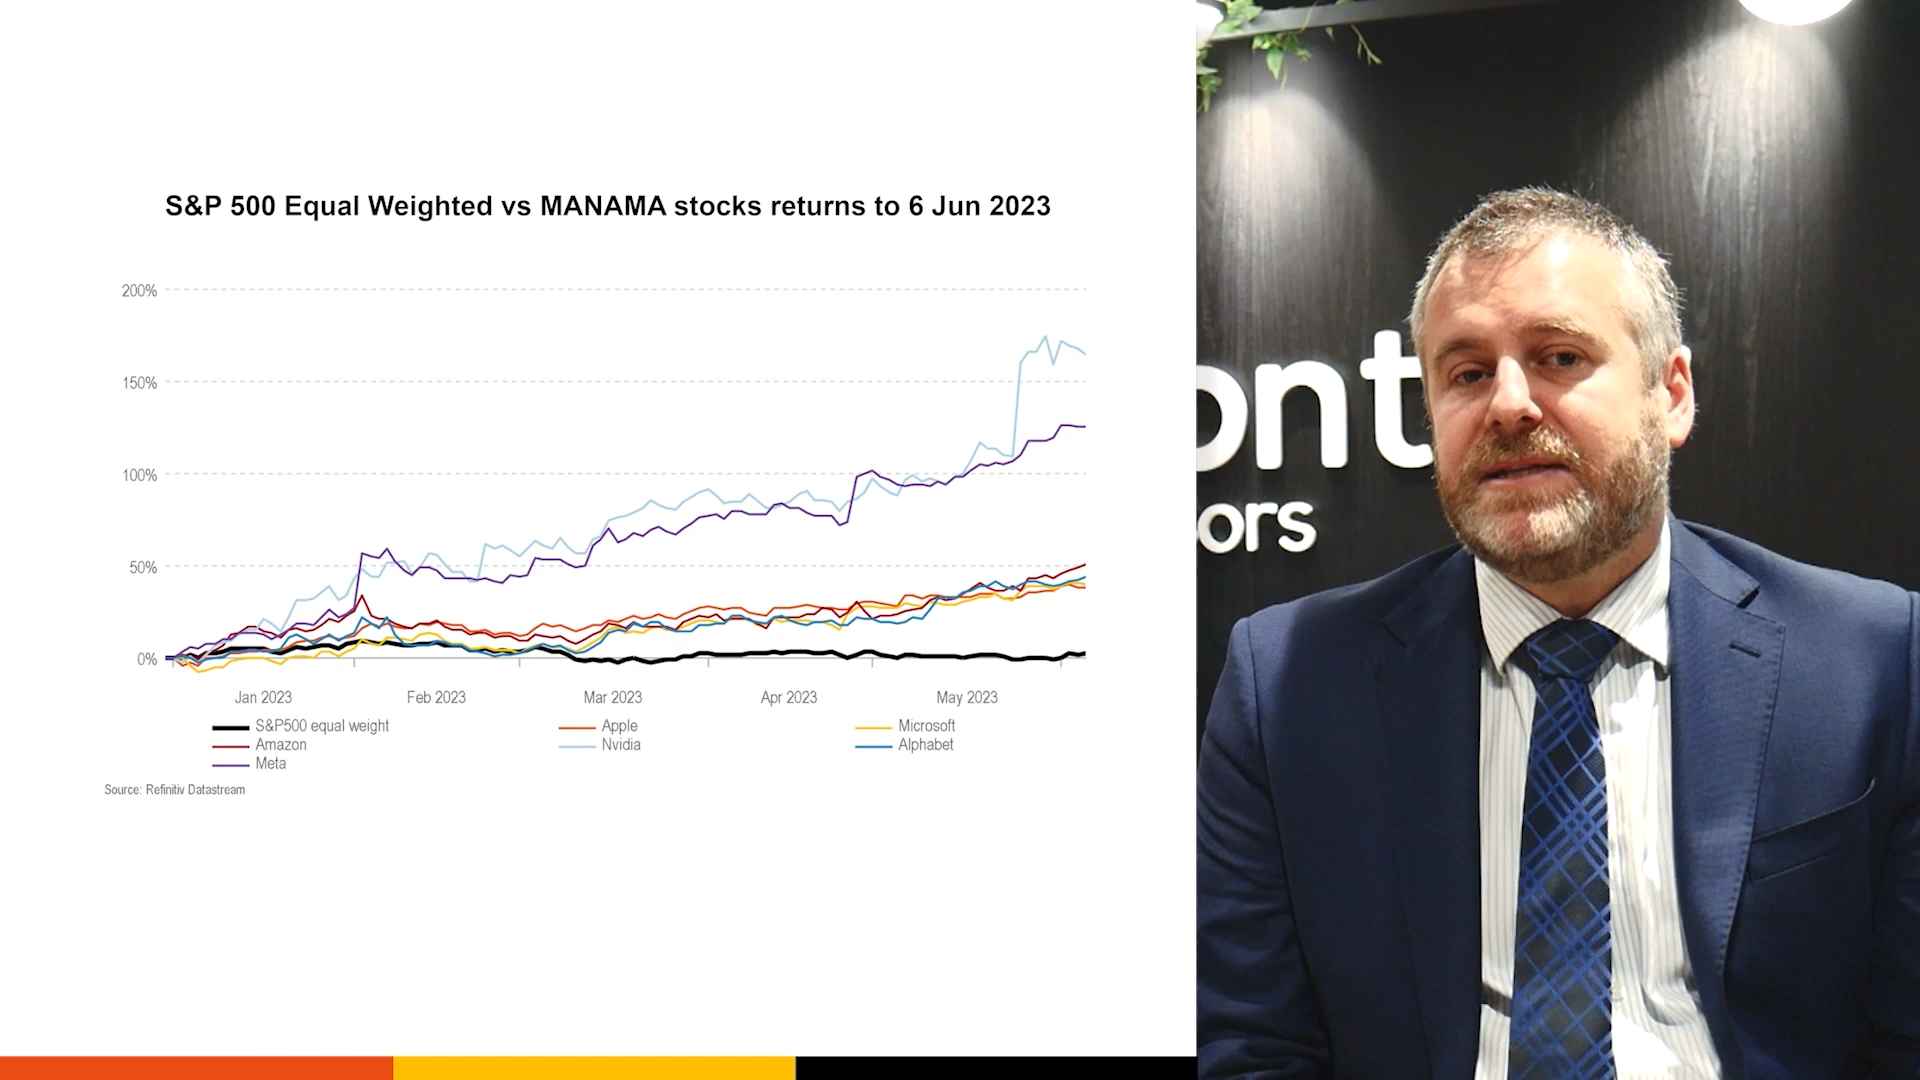 S&P 500 Equal Weighted vs MANAMA stocks returns to 6 Jun 2023
200%
150%
100%
50%
0%
Jan 2023 Feb 2023 Mar 2023 Apr 2023 May 2023
S&P500 equal weight Apple Microsoft
Amazon Nvidia Alphabet
Meta
Source: Refinitiv Datastream
ont
ors